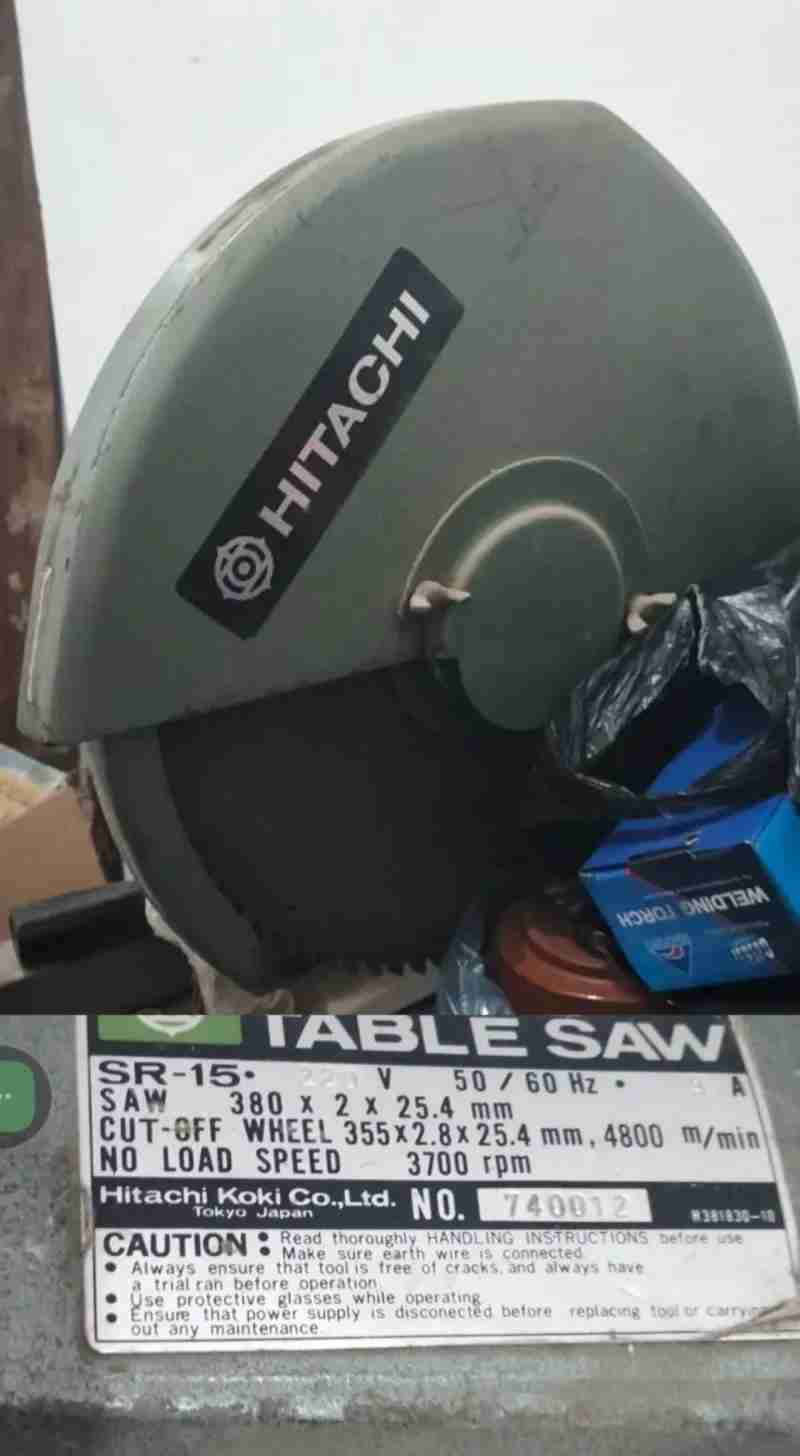 HITACHI
WELDING TORCH
TABLE SAW
SR-15· 220 V 50 / 60 Hz · A
SAW 380 x 2 x 25.4 mm
CUT-OFF WHEEL 355x2.8x25.4 mm, 4800 m/min
NO LOAD SPEED 3700 rpm
Hitachi Koki Co.,Ltd. NO. 740012
Tokyo Japan
CAUTION : Read thoroughly HANDLING INSTRUCTIONS before use
Make sure earth wire is connected
● Always ensure that tool is free of cracks, and always have
a trial ran before operation
● Use protective glasses while operating
● Ensure that power supply is disconected before replacing tool or carrying
out any maintenance